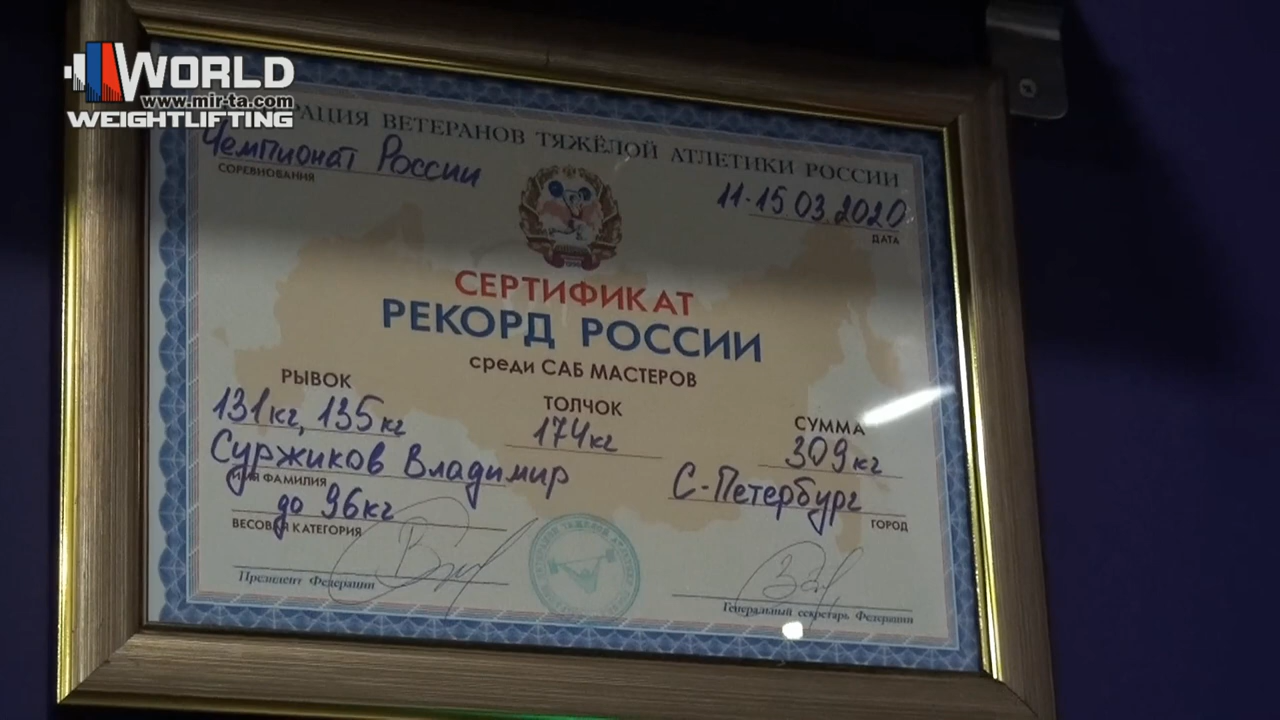 WORLD
www.mir-ta.com
WEIGHTLIFTING
РАЦИЯ ВЕТЕРАНОВ ТЯЖЁЛОЙ АТЛЕТИКИ РОССИИ
Чемпионат России
СОРЕВНОВАНИЯ
11-15.03.2020
ДАТА
СЕРТИФИКАТ
РЕКОРД РОССИИ
среди САБ МАСТЕРОВ
РЫВОК ТОЛЧОК СУММА
131кг, 135кг 174кг 309кг
Суржиков Владимир С-Петербург
ИМЯ ФАМИЛИЯ ГОРОД
до 96кг
ВЕСОВАЯ КАТЕГОРИЯ
Президент Федерации Генеральный секретарь Федерации